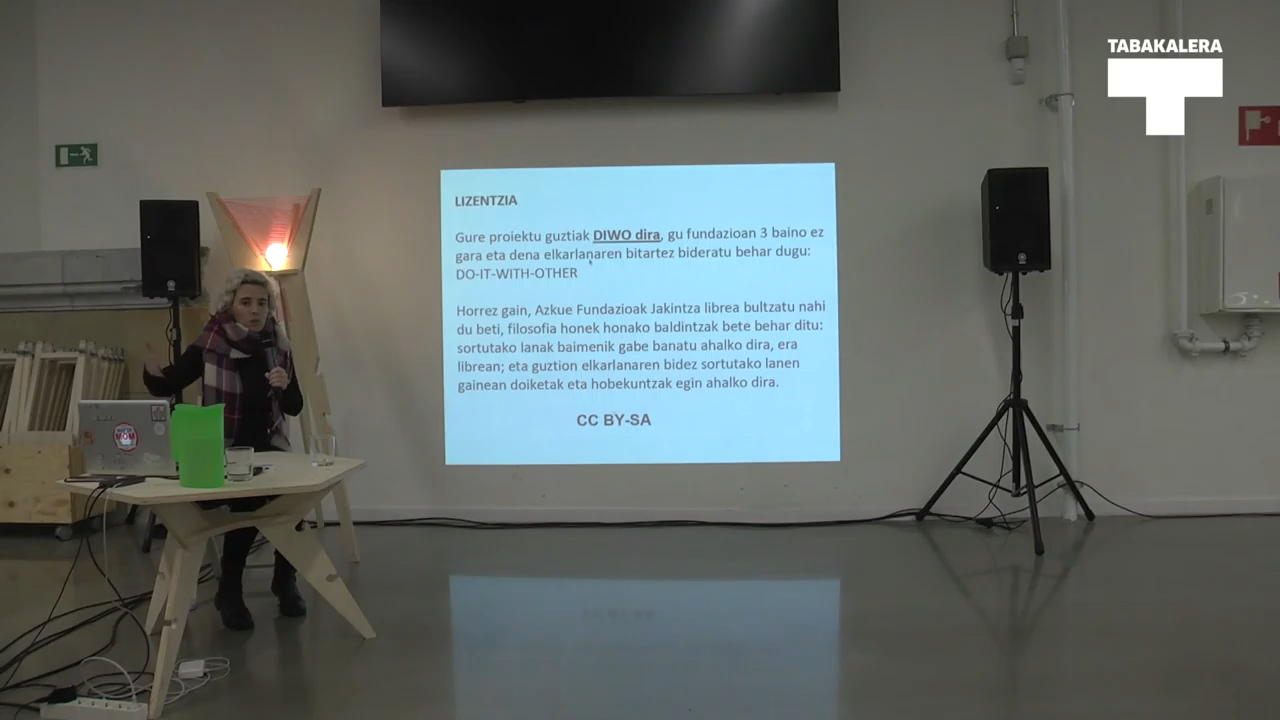 TABAKALERA
LIZENTZIA
Gure proiektu guztiak DIWO dira, gu fundazioan 3 baino ez
gara eta dena elkarlanaren bitartez bideratu behar dugu:
DO-IT-WITH-OTHER
Horrez gain, Azkue Fundazioak Jakintza librea bultzatu nahi
du beti, filosofia honek honako baldintzak bete behar ditu:
sortutako lanak baimenik gabe banatu ahalko dira, era
librean; eta guztion elkarlanaren bidez sortutako lanen
gainean doiketak eta hobekuntzak egin ahalko dira.
CC BY-SA
MOM